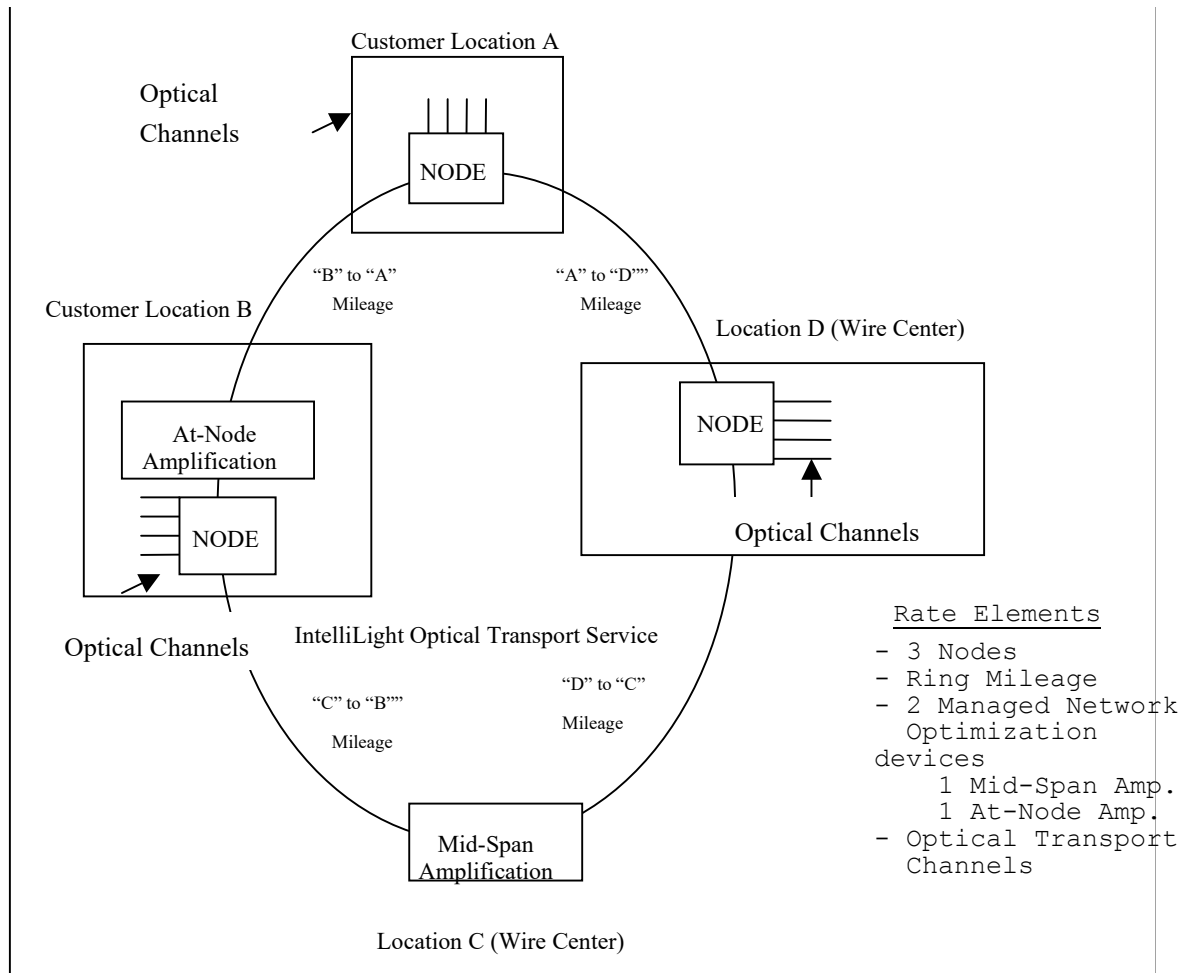 Customer Location A
Optical
Channels
NODE
“B” to “A”
Mileage
“A” to “D””
Mileage
Customer Location B
Location D (Wire Center)
At-Node
Amplification
NODE
NODE
Optical Channels
Optical Channels
IntelliLight Optical Transport Service
“C” to “B””
Mileage
“D” to “C”
Mileage
Mid-Span
Amplification
Location C (Wire Center)
Rate Elements
- 3 Nodes
- Ring Mileage
- 2 Managed Network
Optimization
devices
1 Mid-Span Amp.
1 At-Node Amp.
- Optical Transport
Channels